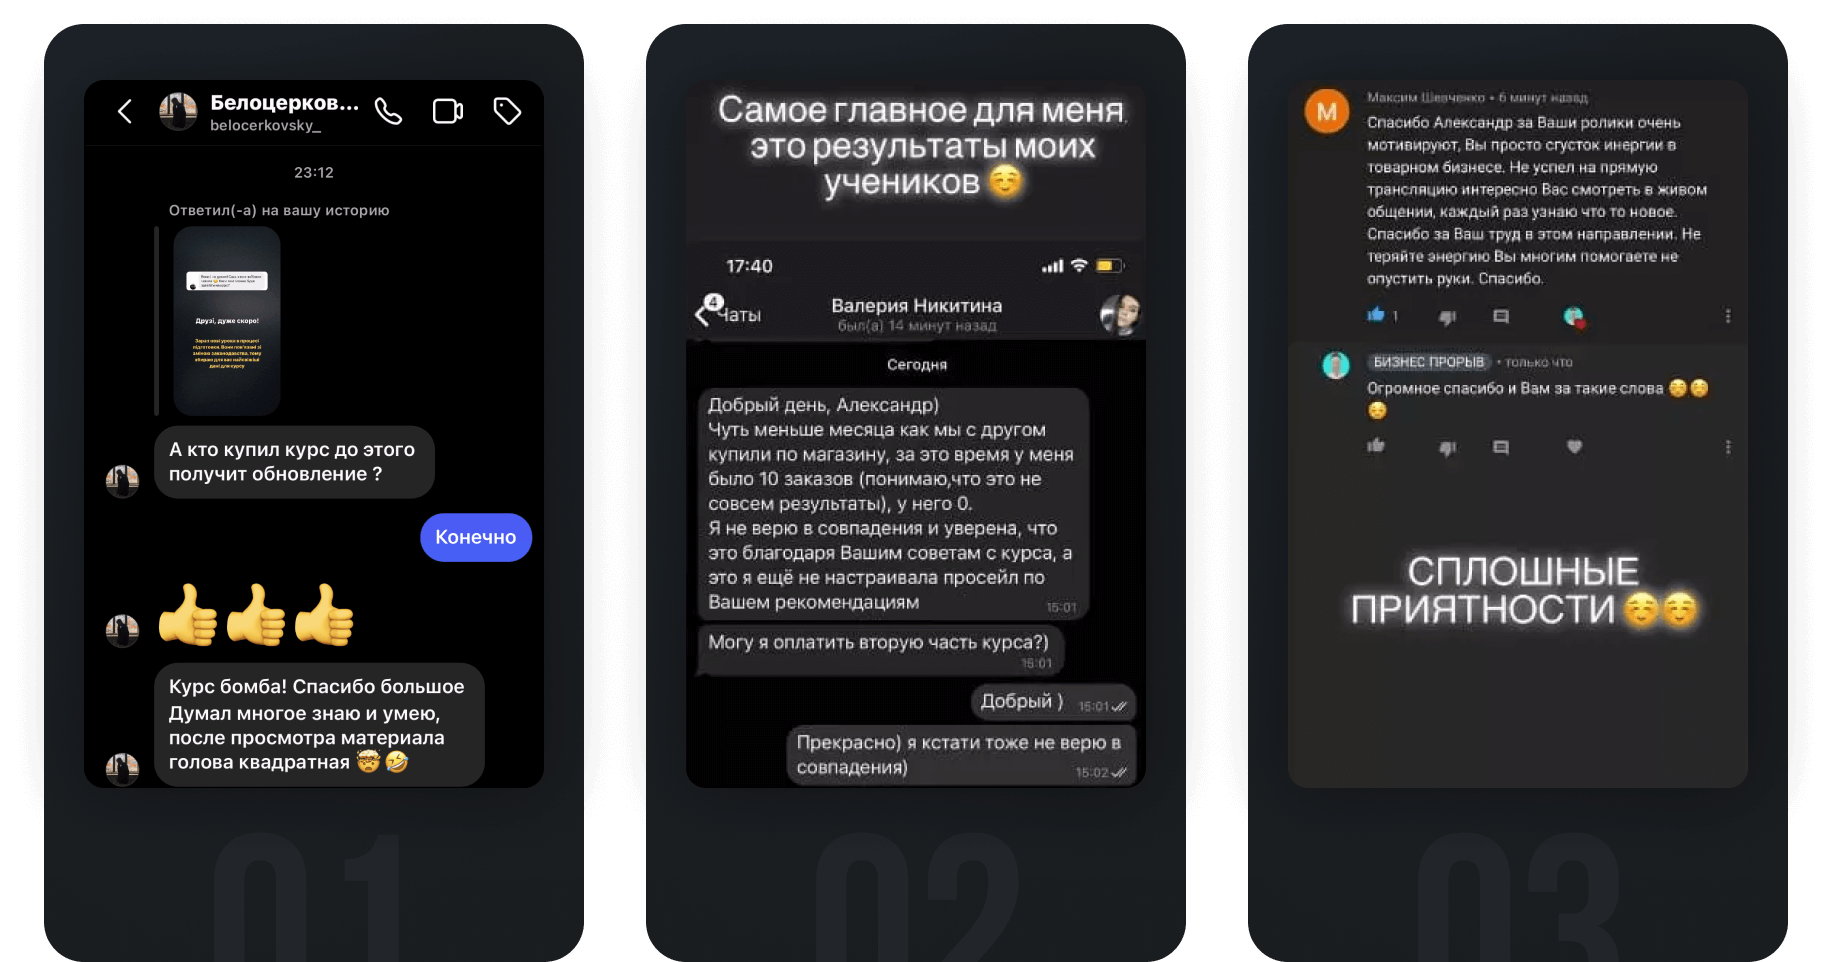 Белоцерков...
belocerkovsky_
23:12
Ответил(-а) на вашу историю
Друзі, дуже скоро!
А кто купил курс до этого
получит обновление ?
Конечно
👍👍👍
Курс бомба! Спасибо большое
Думал многое знаю и умею,
после просмотра материала
голова квадратная 🤯🤣
01
Самое главное для меня
это результаты моих
учеников ☺️
17:40
4
Чаты
Валерия Никитина
был(а) 14 минут назад
Сегодня
Добрый день, Александр)
Чуть меньше месяца как мы с другом
купили по магазину, за это время у меня
было 10 заказов (понимаю,что это не
совсем результаты), у него 0.
Я не верю в совпадения и уверена, что
это благодаря Вашим советам с курса, а
это я ещё не настраивала просейл по
Вашем рекомендациям
15:01
Могу я оплатить вторую часть курса?)
15:01
Добрый ) 15:01
Прекрасно) я кстати тоже не верю в
совпадения)
15:02
02
М
Максим Шевченко • 6 минут назад
Спасибо Александр за Ваши ролики очень
мотивируют, Вы просто сгусток инергии в
товарном бизнесе. Не успел на прямую
трансляцию интересно Вас смотреть в живом
общении, каждый раз узнаю что то новое.
Спасибо за Ваш труд в этом направлении. Не
теряйте энергию Вы многим помогаете не
опустить руки. Спасибо.
1
БИЗНЕС ПРОРЫВ • только что
Огромное спасибо и Вам за такие слова ☺️☺️
☺️
СПЛОШНЫЕ
ПРИЯТНОСТИ ☺️☺️
03